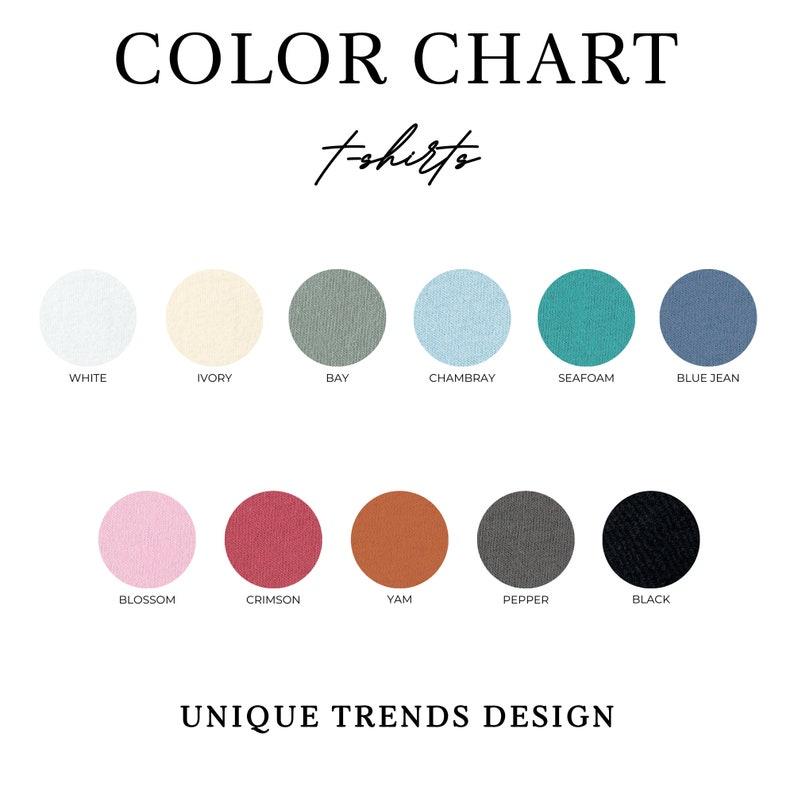 COLOR CHART
t-shirts
WHITE IVORY BAY CHAMBRAY SEAFOAM BLUE JEAN
BLOSSOM CRIMSON YAM PEPPER BLACK
UNIQUE TRENDS DESIGN